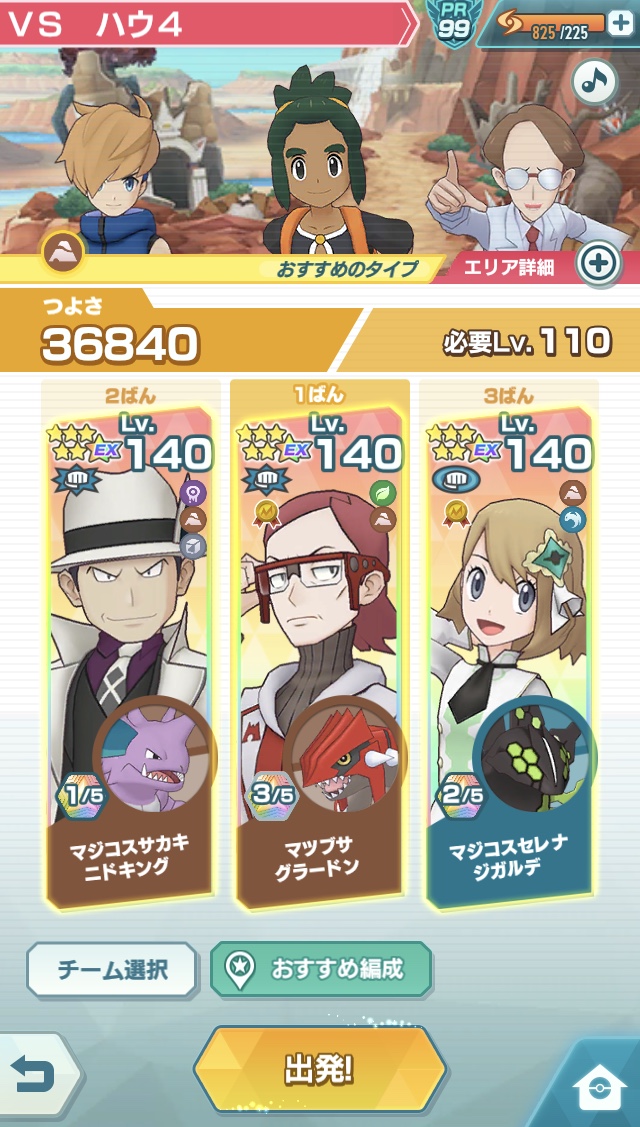 VS ハウ4
PR
99
825/225
おすすめのタイプ
エリア詳細
つよさ
36840
必要Lv.110
2ばん
1ばん
3ばん
EX
Lv.
140
EX
Lv.
140
EX
Lv.
140
1/5
3/5
2/5
マジコスサカキ
ニドキング
マツブサ
グラードン
マジコスセレナ
ジガルデ
チーム選択
おすすめ編成
出発!